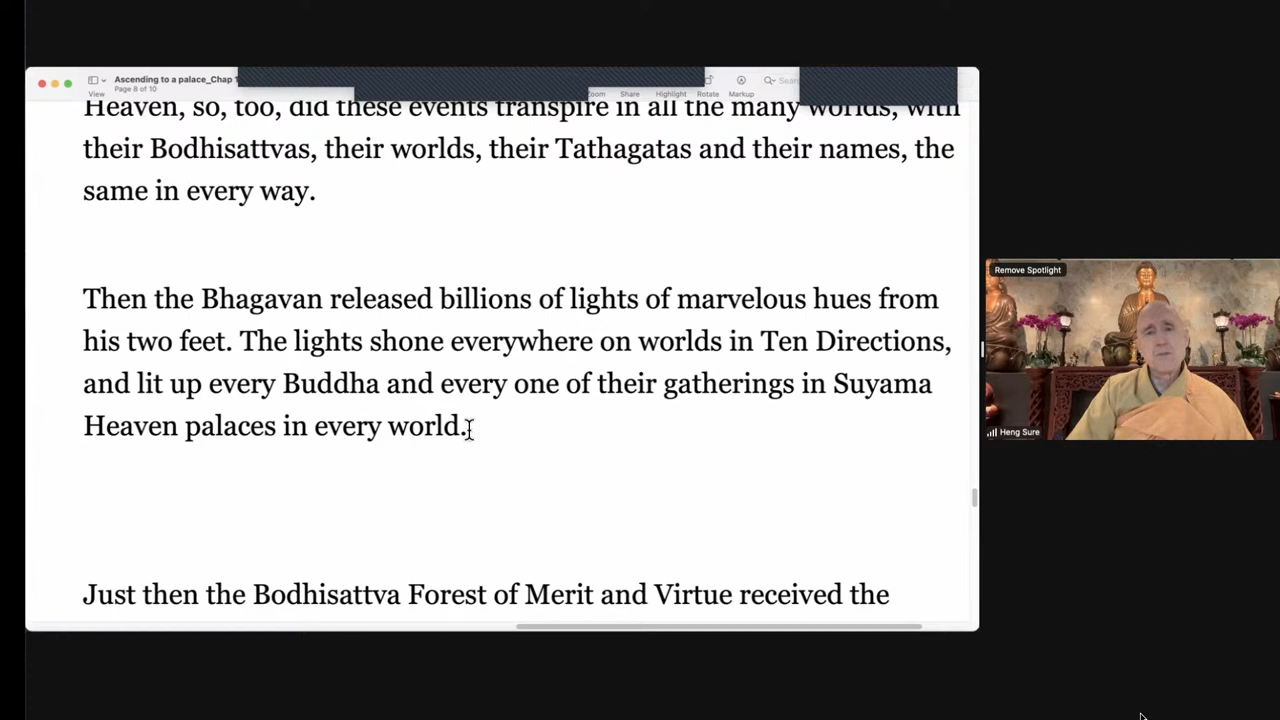 Ascending to a palace_Chap 1
Page 8 of 10
View
Zoom
Share
Highlight
Rotate
Markup
Heaven, so, too, did these events transpire in all the many worlds, with
their Bodhisattvas, their worlds, their Tathagatas and their names, the
same in every way.
Then the Bhagavan released billions of lights of marvelous hues from
his two feet. The lights shone everywhere on worlds in Ten Directions,
and lit up every Buddha and every one of their gatherings in Suyama
Heaven palaces in every world.
Just then the Bodhisattva Forest of Merit and Virtue received the
Remove Spotlight
Heng Sure